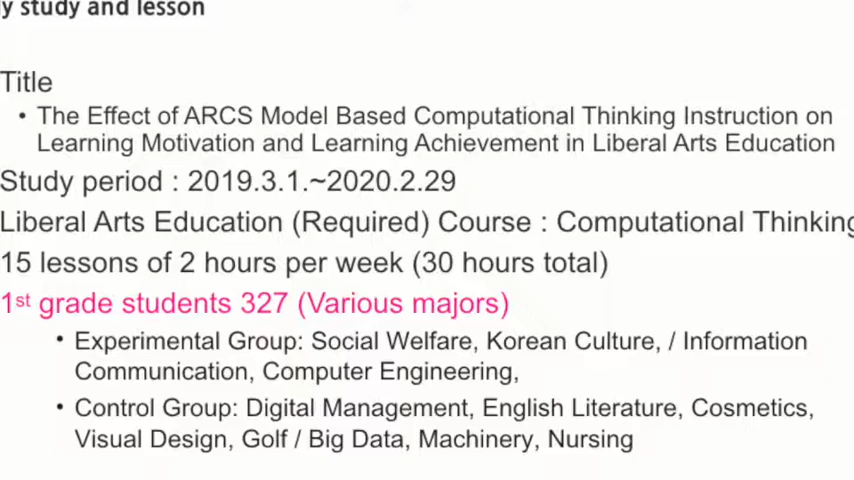 y study and lesson
Title
• The Effect of ARCS Model Based Computational Thinking Instruction on
Learning Motivation and Learning Achievement in Liberal Arts Education
Study period : 2019.3.1.~2020.2.29
Liberal Arts Education (Required) Course : Computational Thinking
15 lessons of 2 hours per week (30 hours total)
1st grade students 327 (Various majors)
• Experimental Group: Social Welfare, Korean Culture, / Information
Communication, Computer Engineering,
• Control Group: Digital Management, English Literature, Cosmetics,
Visual Design, Golf / Big Data, Machinery, Nursing